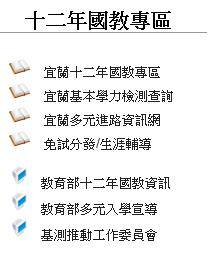 十二年國教專區
宜蘭十二年國教專區
宜蘭基本學力檢測查詢
宜蘭多元進路資訊網
免試分發/生涯輔導
教育部十二年國教資訊
教育部多元入學宣導
基測推動工作委員會